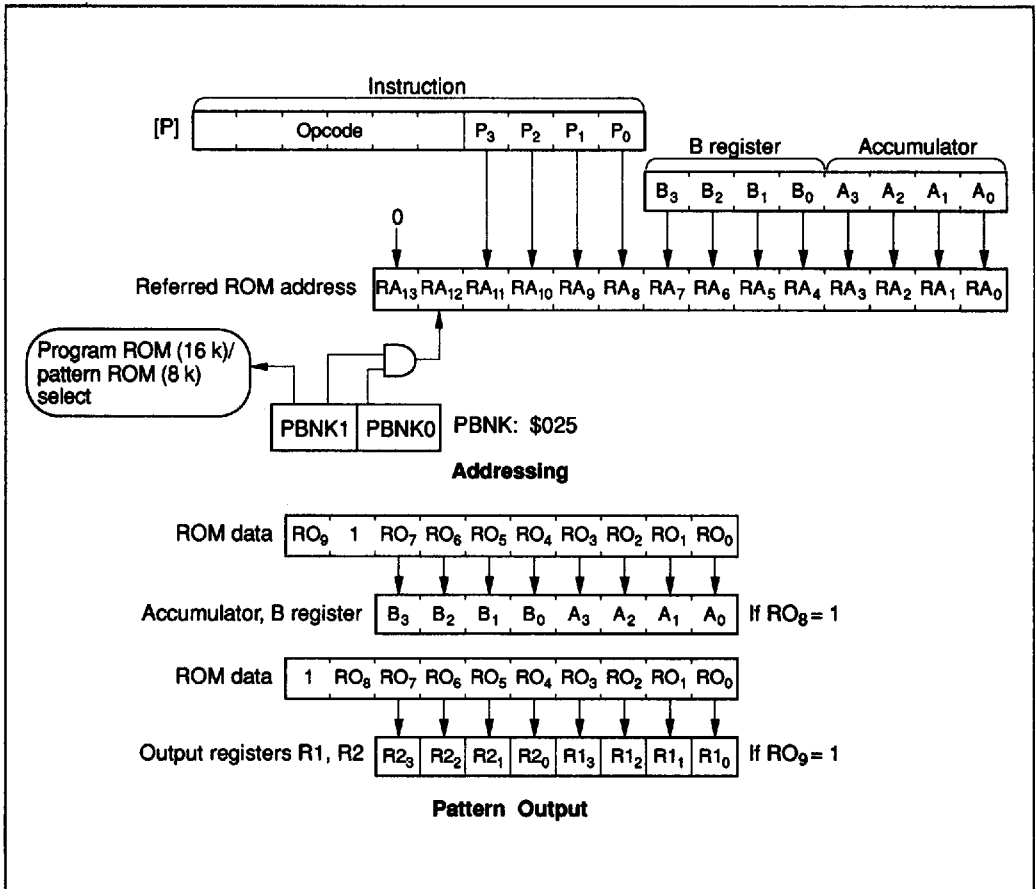 Instruction
[P] Opcode P₃ P₂ P₁ P₀
B register Accumulator
B₃ B₂ B₁ B₀ A₃ A₂ A₁ A₀
0
Referred ROM address RA₁₃ RA₁₂ RA₁₁ RA₁₀ RA₉ RA₈ RA₇ RA₆ RA₅ RA₄ RA₃ RA₂ RA₁ RA₀
Program ROM (16 k)/
pattern ROM (8 k)
select
PBNK1 PBNK0 PBNK: $025
Addressing
ROM data RO₉ 1 RO₇ RO₆ RO₅ RO₄ RO₃ RO₂ RO₁ RO₀
Accumulator, B register B₃ B₂ B₁ B₀ A₃ A₂ A₁ A₀ If RO₈ = 1
ROM data 1 RO₈ RO₇ RO₆ RO₅ RO₄ RO₃ RO₂ RO₁ RO₀
Output registers R1, R2 R2₃ R2₂ R2₁ R2₀ R1₃ R1₂ R1₁ R1₀ If RO₉ = 1
Pattern Output